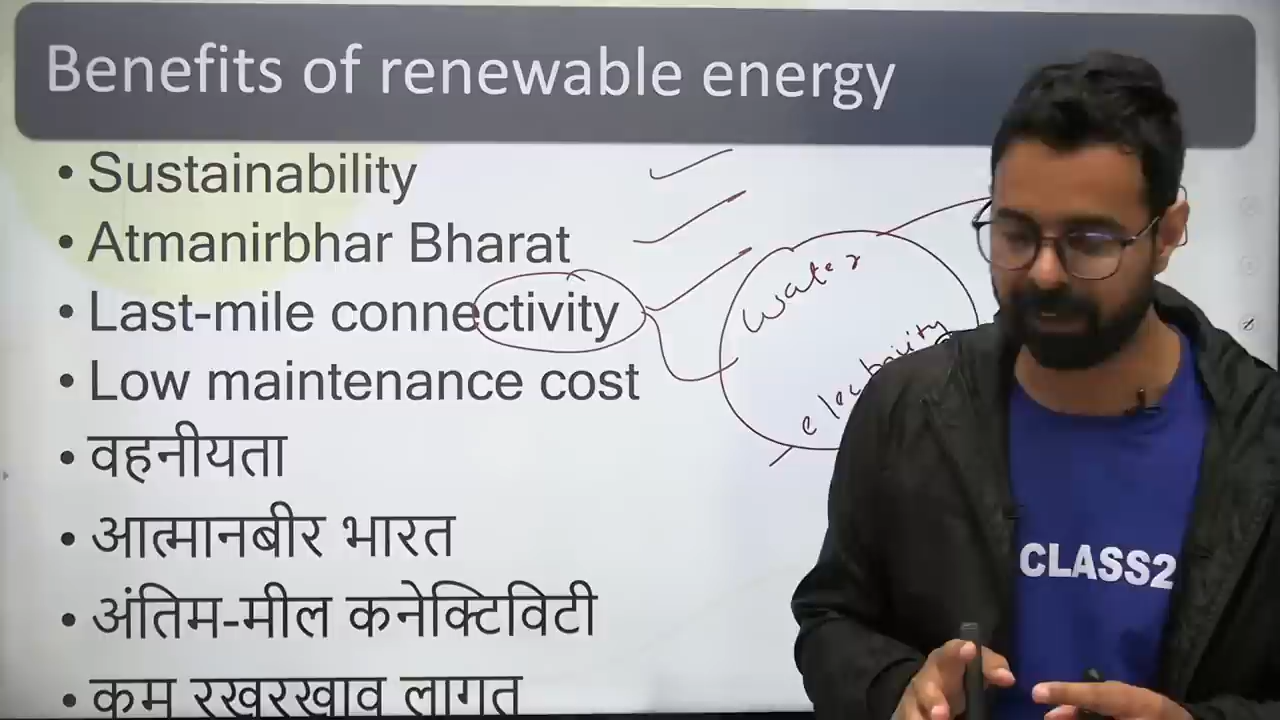 Benefits of renewable energy
• Sustainability
• Atmanirbhar Bharat
• Last-mile connectivity
• Low maintenance cost
• वहनीयता
• आत्मानबीर भारत
• अंतिम-मील कनेक्टिविटी
• कम रखरखाव लागत
water
electricity
CLASS2